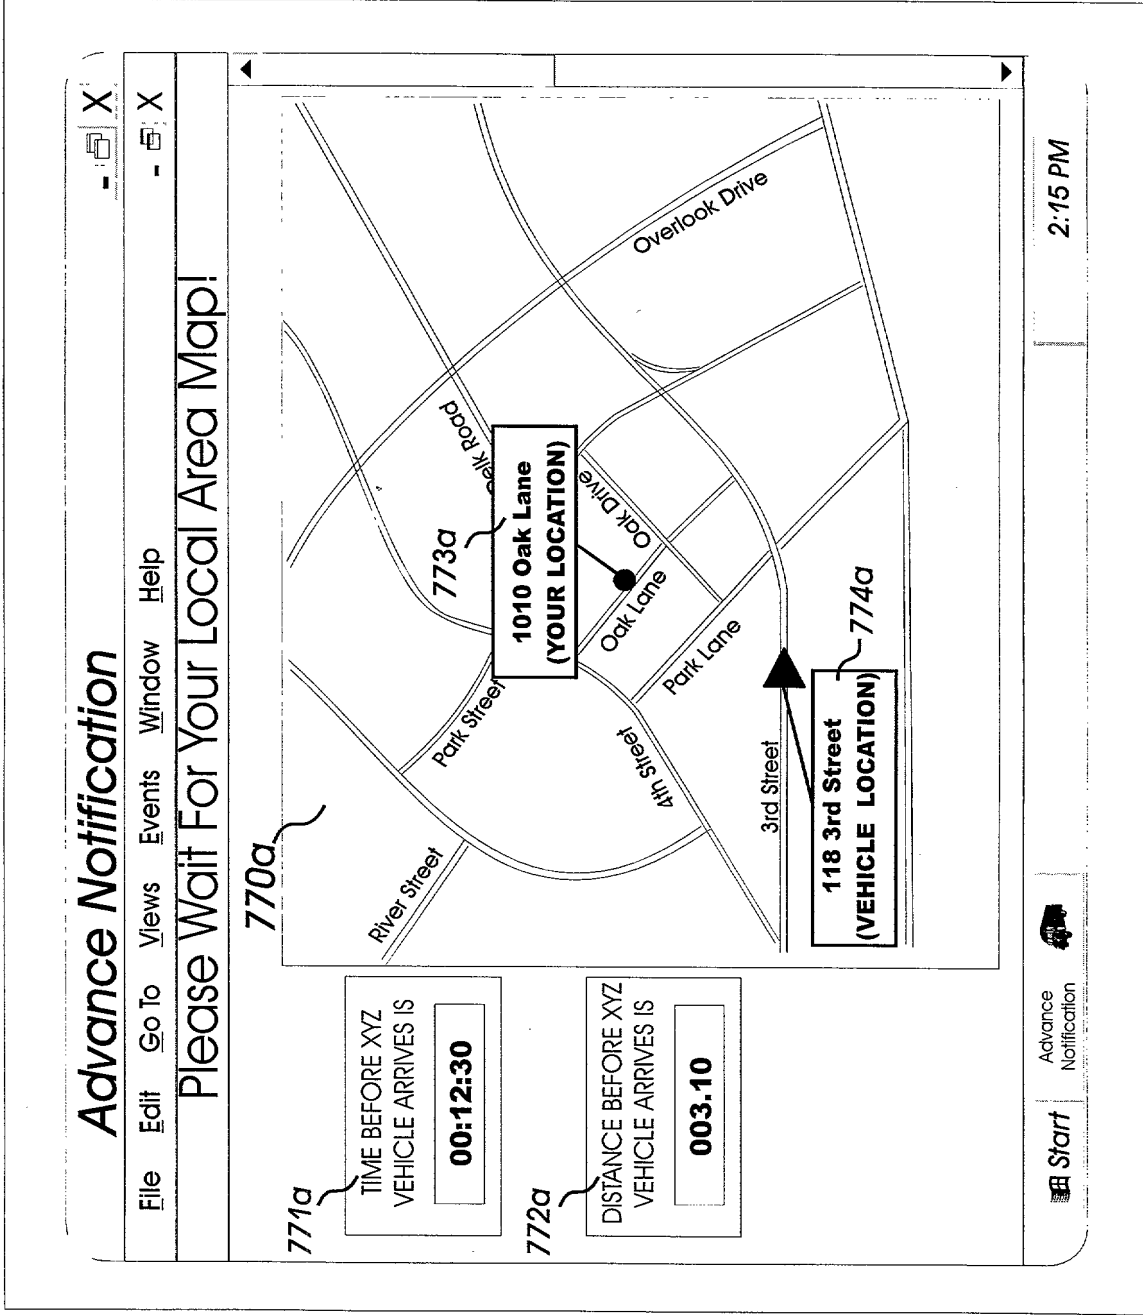 Advance Notification
File Edit Go To Views Events Window Help
Please Wait For Your Local Area Map!
770a
771a
TIME BEFORE XYZ
VEHICLE ARRIVES IS
00:12:30
772a
DISTANCE BEFORE XYZ
VEHICLE ARRIVES IS
003.10
River Street
Park Street
773a
Road
1010 Oak Lane
(YOUR LOCATION)
Oak Drive
Oak Lane
Overlook Drive
4th Street
Park Lane
3rd Street
118 3rd Street
(VEHICLE LOCATION)
774a
Start
Advance
Notification
2:15 PM